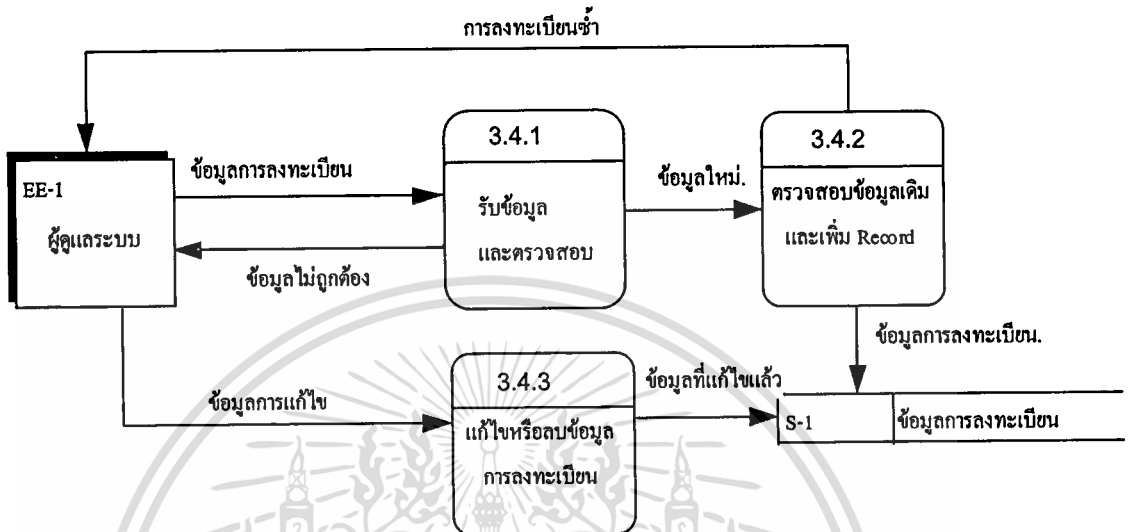 การลงทะเบียนซ้ำ
EE-1
ผู้ดูแลระบบ
ข้อมูลการลงทะเบียน
ข้อมูลไม่ถูกต้อง
3.4.1
รับข้อมูล
และตรวจสอบ
ข้อมูลใหม่.
3.4.2
ตรวจสอบข้อมูลเดิม
และเพิ่ม Record
ข้อมูลการลงทะเบียน.
ข้อมูลการแก้ไข
3.4.3
แก้ไขหรือลบข้อมูล
การลงทะเบียน
ข้อมูลที่แก้ไขแล้ว
S-1
ข้อมูลการลงทะเบียน